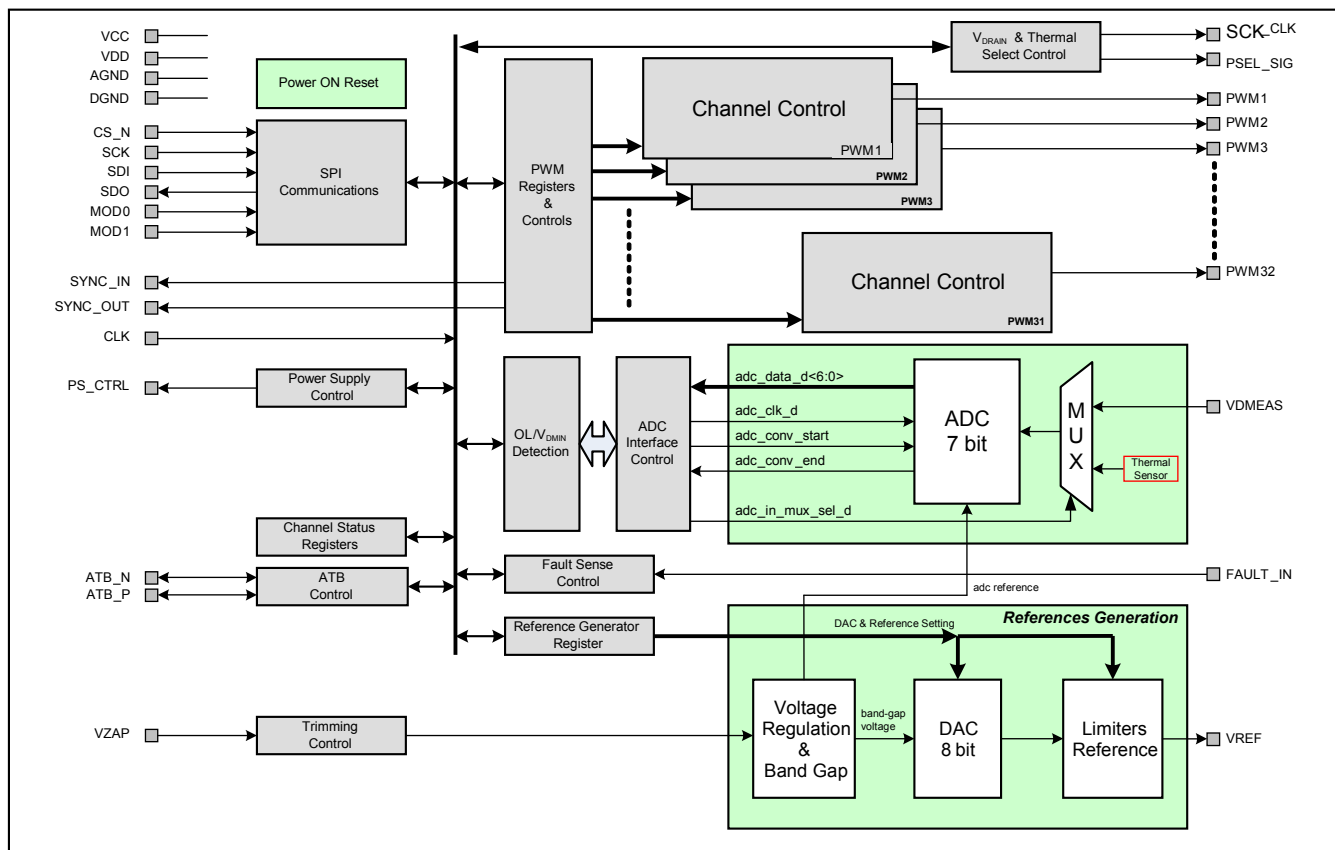 VCC
VDD
AGND
DGND
CS_N
SCK
SDI
SDO
MOD0
MOD1
SYNC_IN
SYNC_OUT
CLK
PS_CTRL
ATB_N
ATB_P
VZAP
Power ON Reset
SPI
Communications
Power Supply
Control
Channel Status
Registers
ATB
Control
Trimming
Control
PWM
Registers
&
Controls
OL/VDMIN
Detection
ADC
Interface
Control
Fault Sense
Control
Reference Generator
Register
Channel Control
PWM1
PWM2
PWM3
Channel Control
PWM31
VDRAIN & Thermal
Select Control
adc_data_d<6:0>
adc_clk_d
adc_conv_start
adc_conv_end
adc_in_mux_sel_d
ADC
7 bit
M
U
X
Thermal
Sensor
adc reference
References Generation
DAC & Reference Setting
Voltage
Regulation
&
Band Gap
band-gap
voltage
DAC
8 bit
Limiters
Reference
SCK_CLK
PSEL_SIG
PWM1
PWM2
PWM3
PWM32
VDMEAS
FAULT_IN
VREF